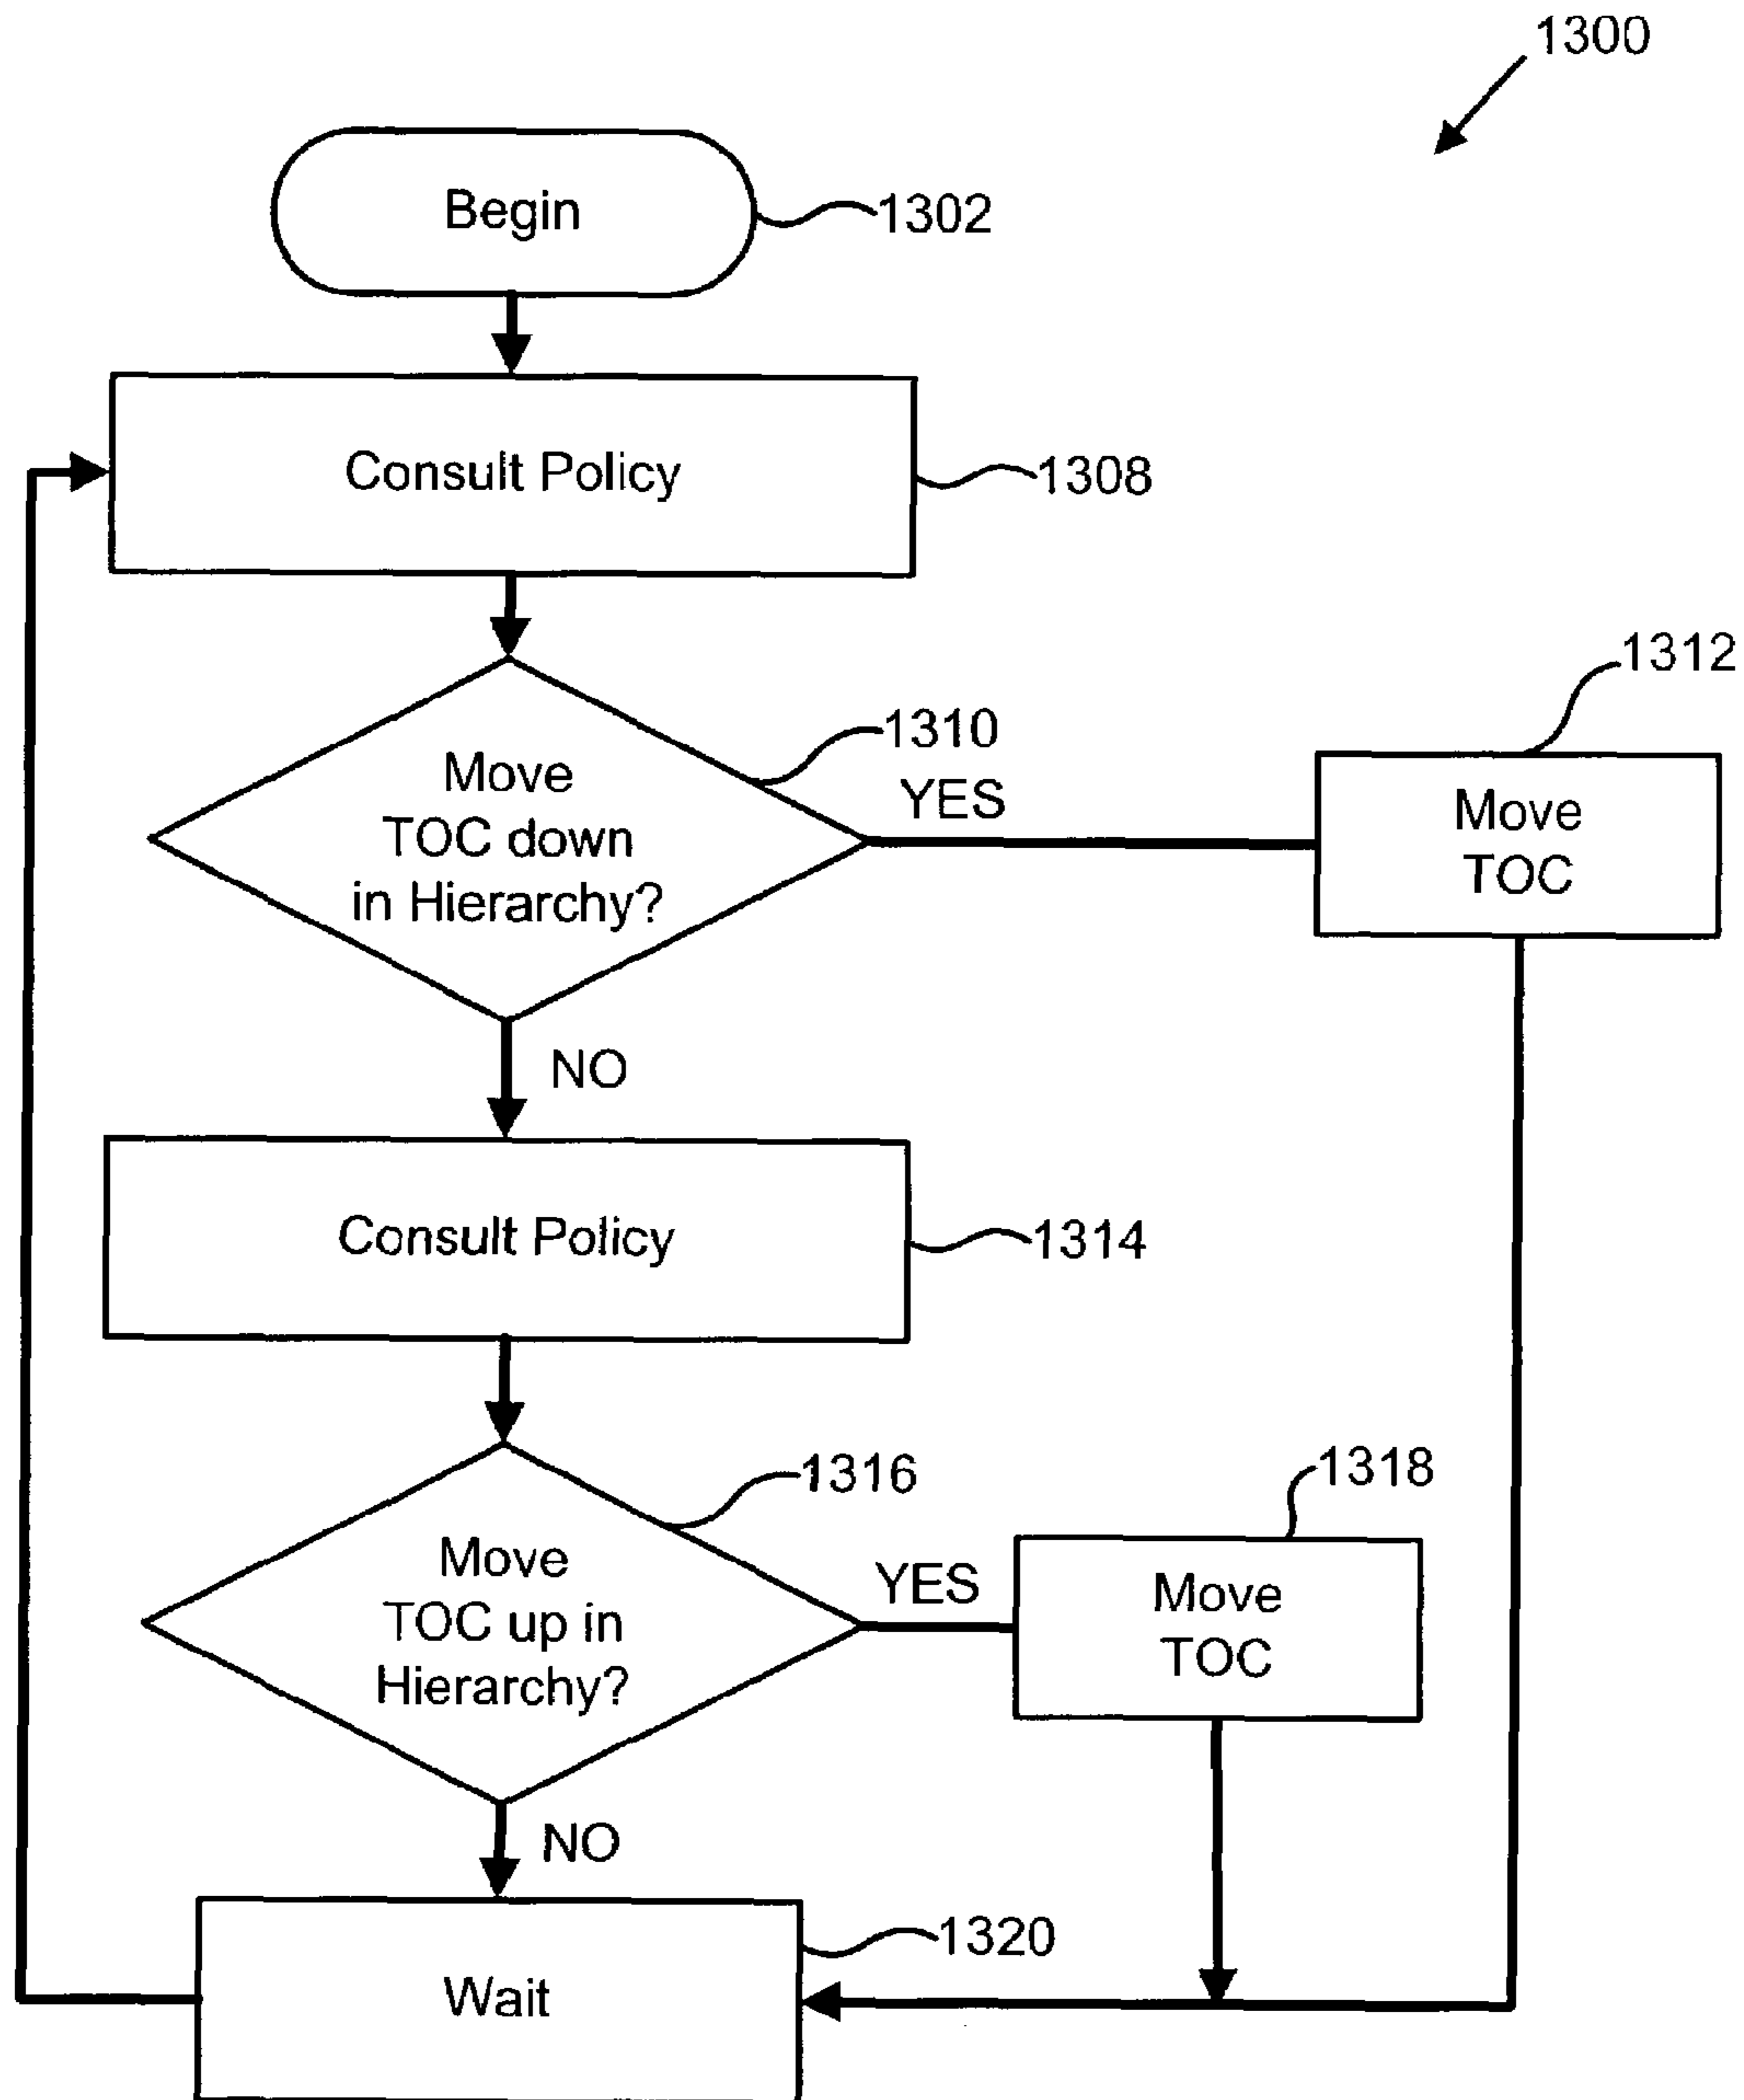 1300
Begin
1302
Consult Policy
1308
Move
TOC down
in Hierarchy?
1310
YES
1312
Move
TOC
NO
Consult Policy
1314
Move
TOC up in
Hierarchy?
1316
YES
1318
Move
TOC
NO
Wait
1320